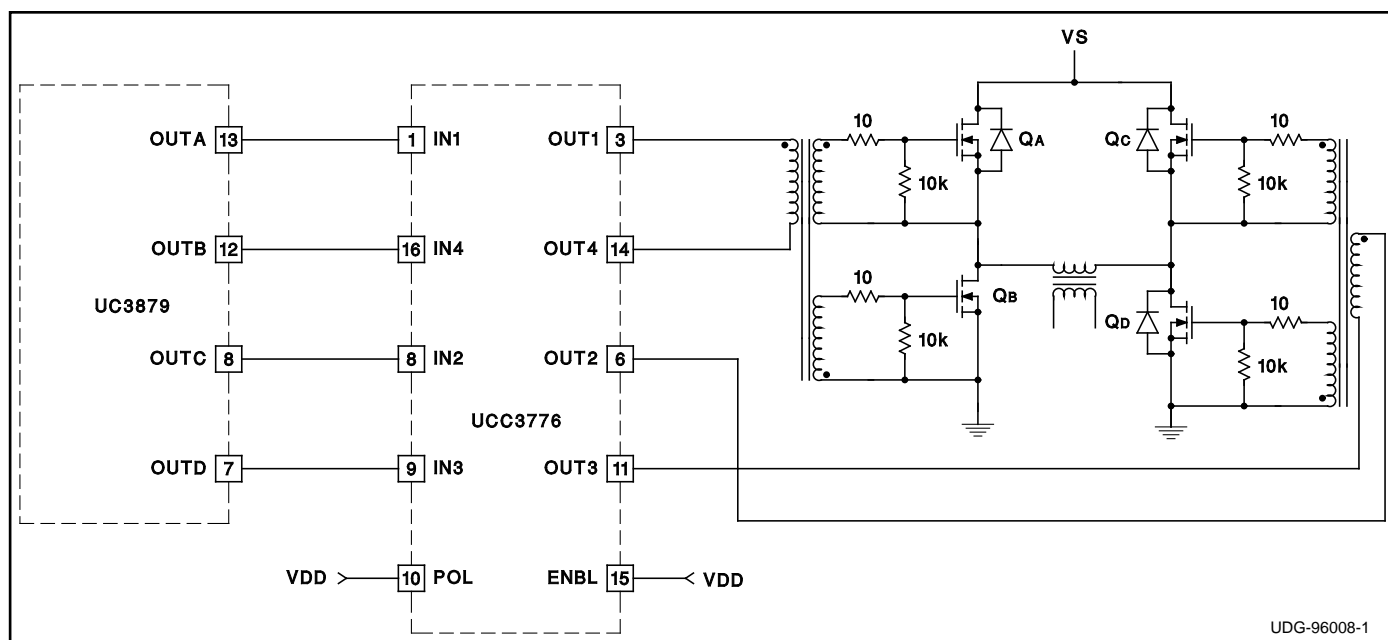 VS
OUTA 13
1 IN1
OUT1 3
10
QA
10k
QC
10
10k
OUTB 12
16 IN4
OUT4 14
UC3879
10
QB
10k
QD
10
10k
OUTC 8
8 IN2
OUT2 6
UCC3776
OUTD 7
9 IN3
OUT3 11
VDD
10 POL
ENBL 15
VDD
UDG-96008-1